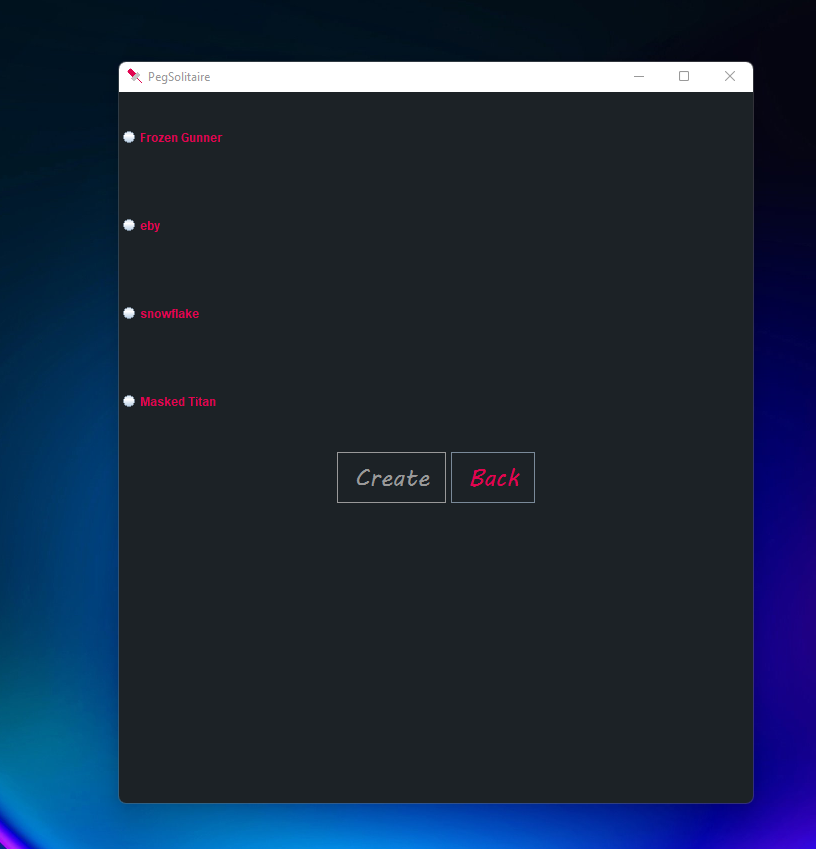 PegSolitaire
Frozen Gunner
eby
snowflake
Masked Titan
Create Back